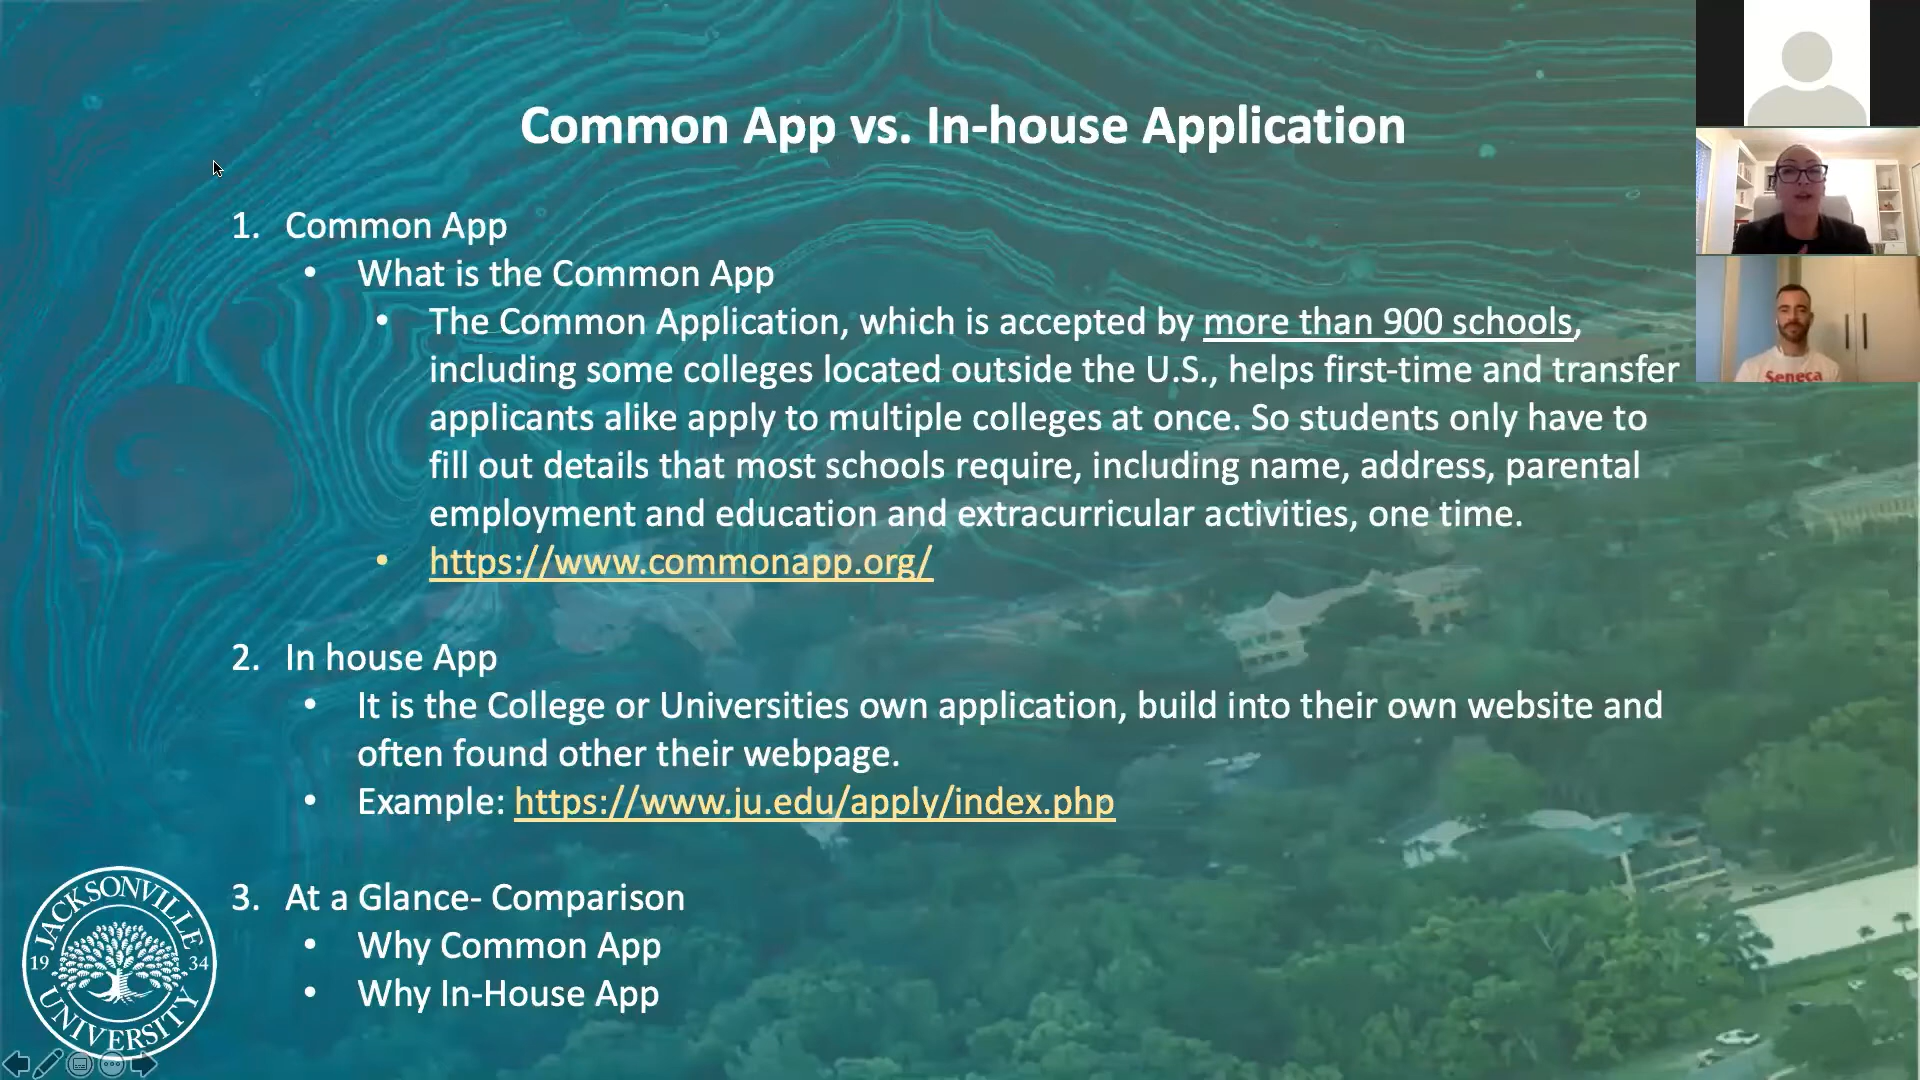 Common App vs. In-house Application
1. Common App
• What is the Common App
• The Common Application, which is accepted by more than 900 schools,
including some colleges located outside the U.S., helps first-time and transfer
applicants alike apply to multiple colleges at once. So students only have to
fill out details that most schools require, including name, address, parental
employment and education and extracurricular activities, one time.
• https://www.commonapp.org/
2. In house App
• It is the College or Universities own application, build into their own website and
often found other their webpage.
• Example: https://www.ju.edu/apply/index.php
3. At a Glance- Comparison
• Why Common App
• Why In-House App
JACKSONVILLE
19 34
UNIVERSITY
Seneca